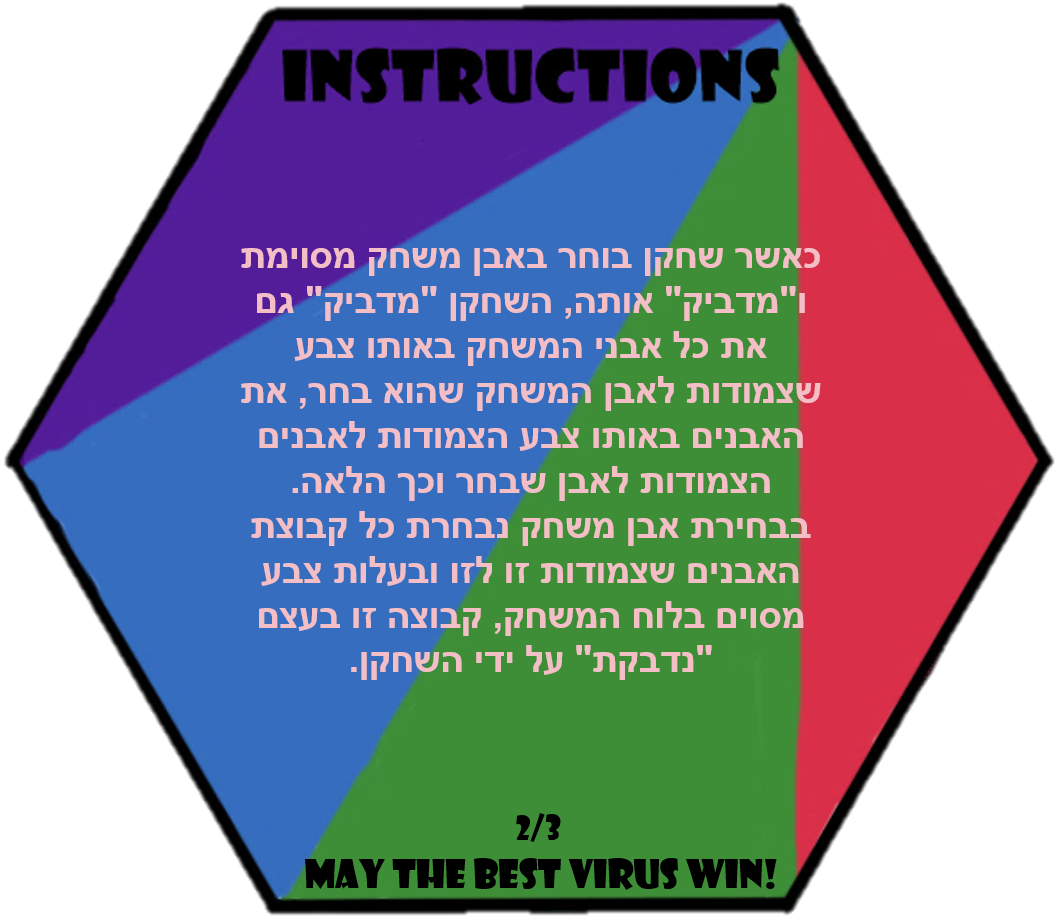 INSTRUCTIONS
כאשר שחקן בוחר באבן משחק מסוימת
ו"מדביק" אותה, השחקן "מדביק" גם
את כל אבני המשחק באותו צבע
שצמודות לאבן המשחק שהוא בחר, את
האבנים באותו צבע הצמודות לאבנים
הצמודות לאבן שבחר וכך הלאה.
בבחירת אבן משחק נבחרת כל קבוצת
האבנים שצמודות זו לזו ובעלות צבע
מסוים בלוח המשחק, קבוצה זו בעצם
"נדבקת" על ידי השחקן.
2/3
MAY THE BEST VIRUS WIN!